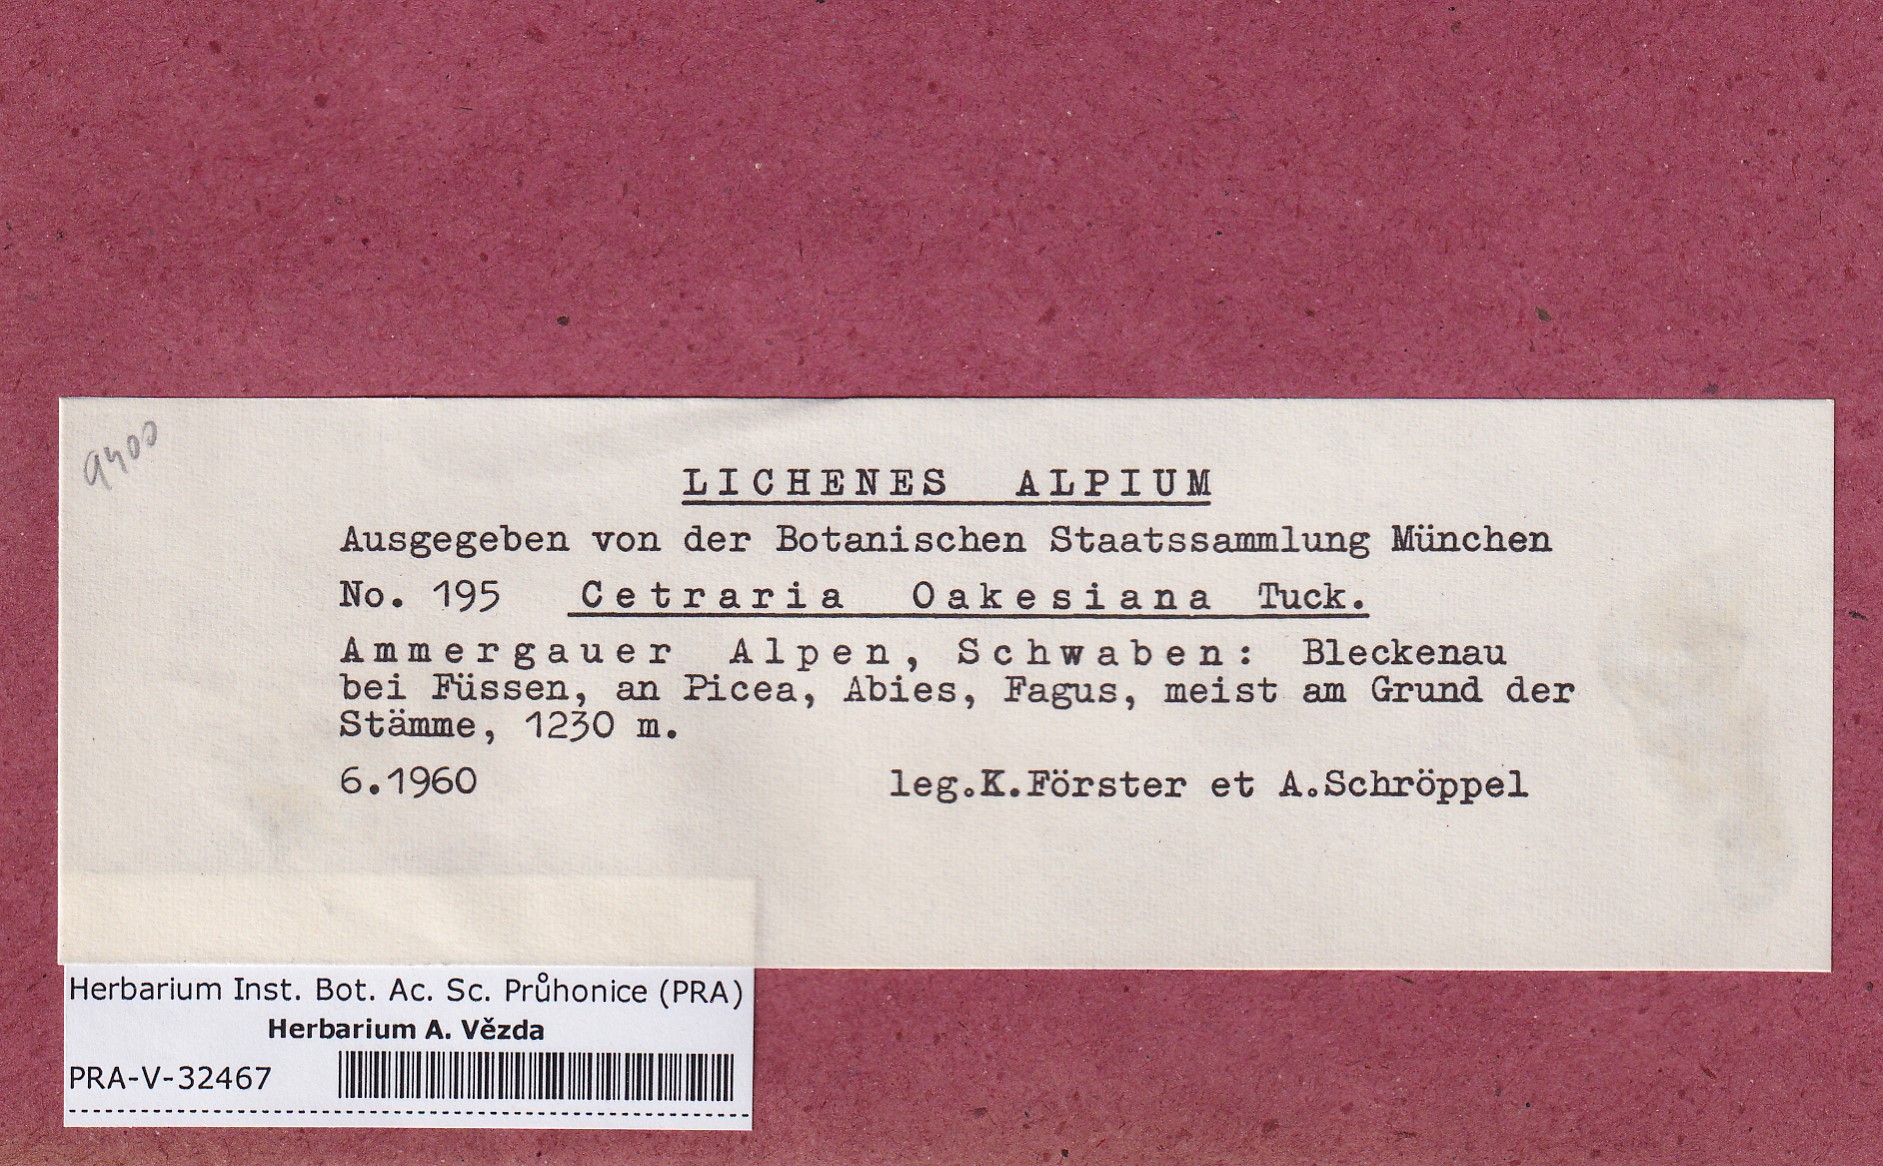 9400
LICHENES ALPIUM
Ausgegeben von der Botanischen Staatssammlung München
No. 195 Cetraria Oakesiana Tuck.
Ammergauer Alpen, Schwaben: Bleckenau
bei Füssen, an Picea, Abies, Fagus, meist am Grund der
Stämme, 1230 m.
6.1960 leg.K.Förster et A.Schröppel
Herbarium Inst. Bot. Ac. Sc. Průhonice (PRA)
Herbarium A. Vězda
PRA-V-32467